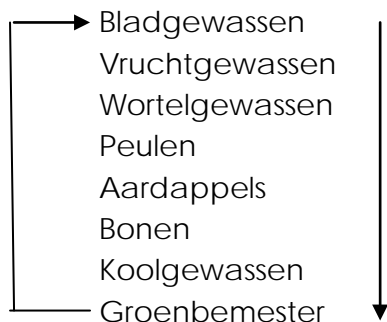 Bladgewassen
Vruchtgewassen
Wortelgewassen
Peulen
Aardappels
Bonen
Koolgewassen
Groenbemester